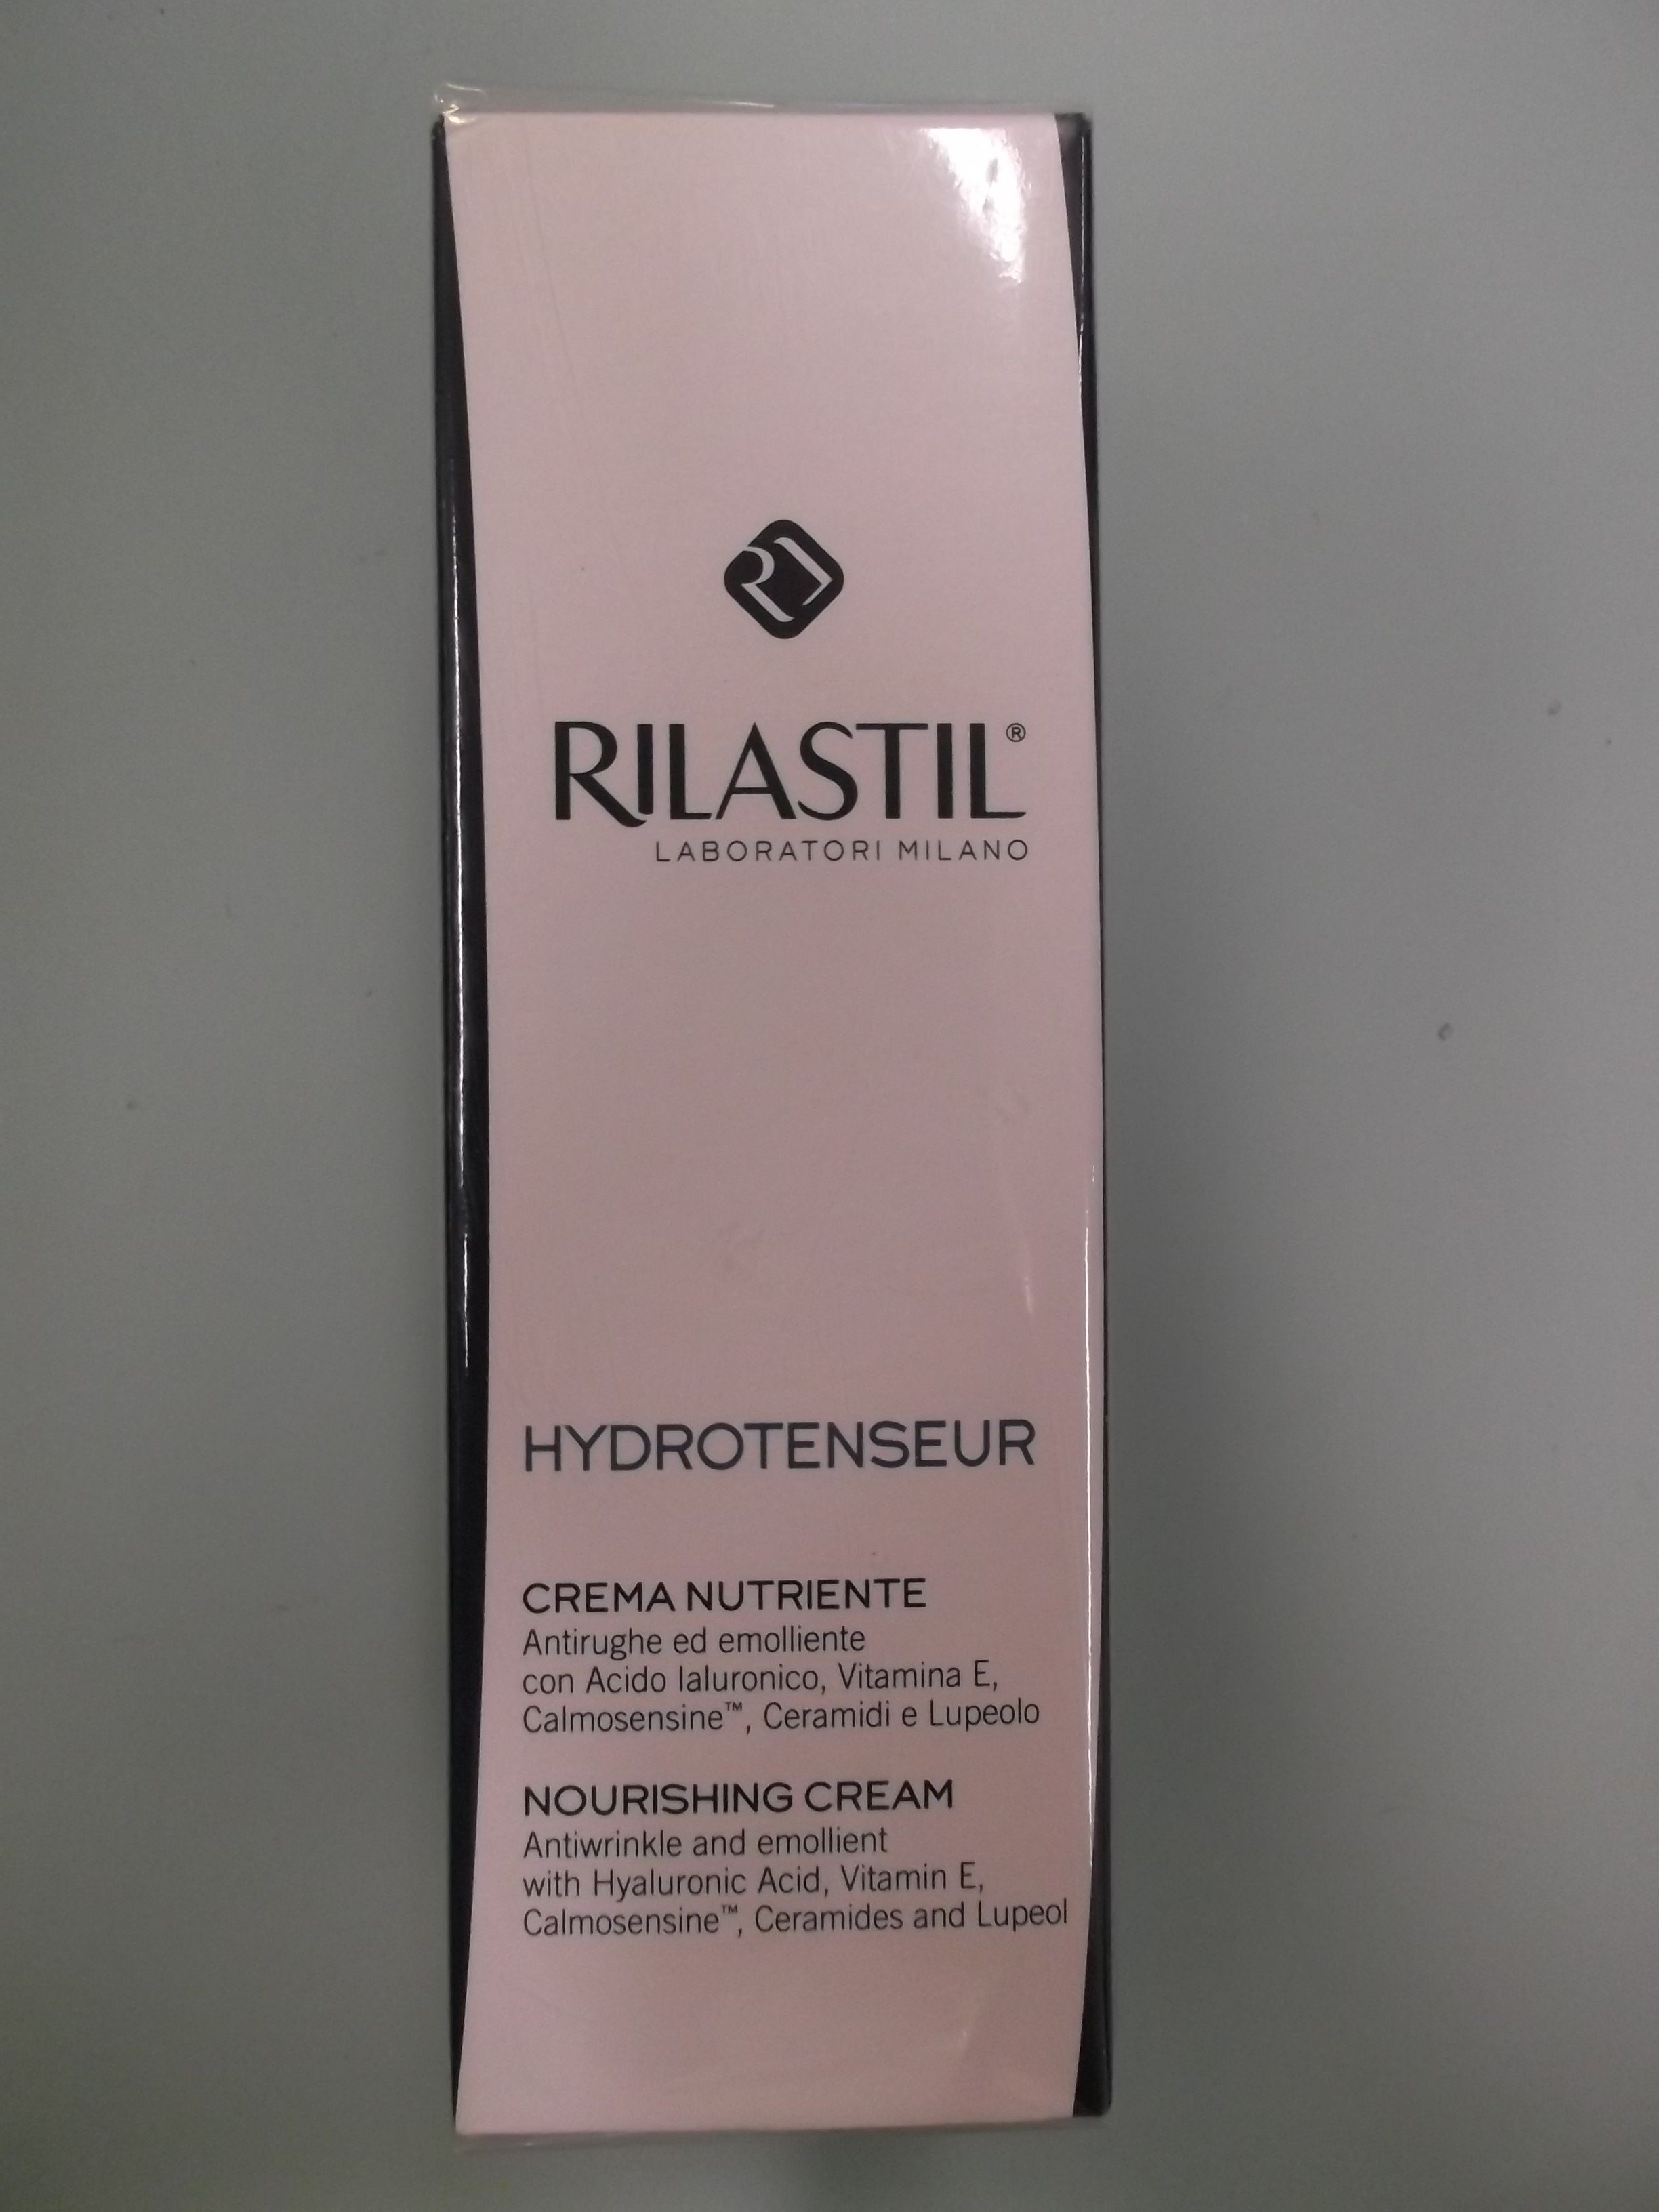 RILASTIL®
LABORATORI MILANO
HYDROTENSEUR
CREMA NUTRIENTE
Antirughe ed emolliente
con Acido Ialuronico, Vitamina E,
Calmosensine™, Ceramidi e Lupeolo
NOURISHING CREAM
Antiwrinkle and emollient
with Hyaluronic Acid, Vitamin E,
Calmosensine™, Ceramides and Lupeol